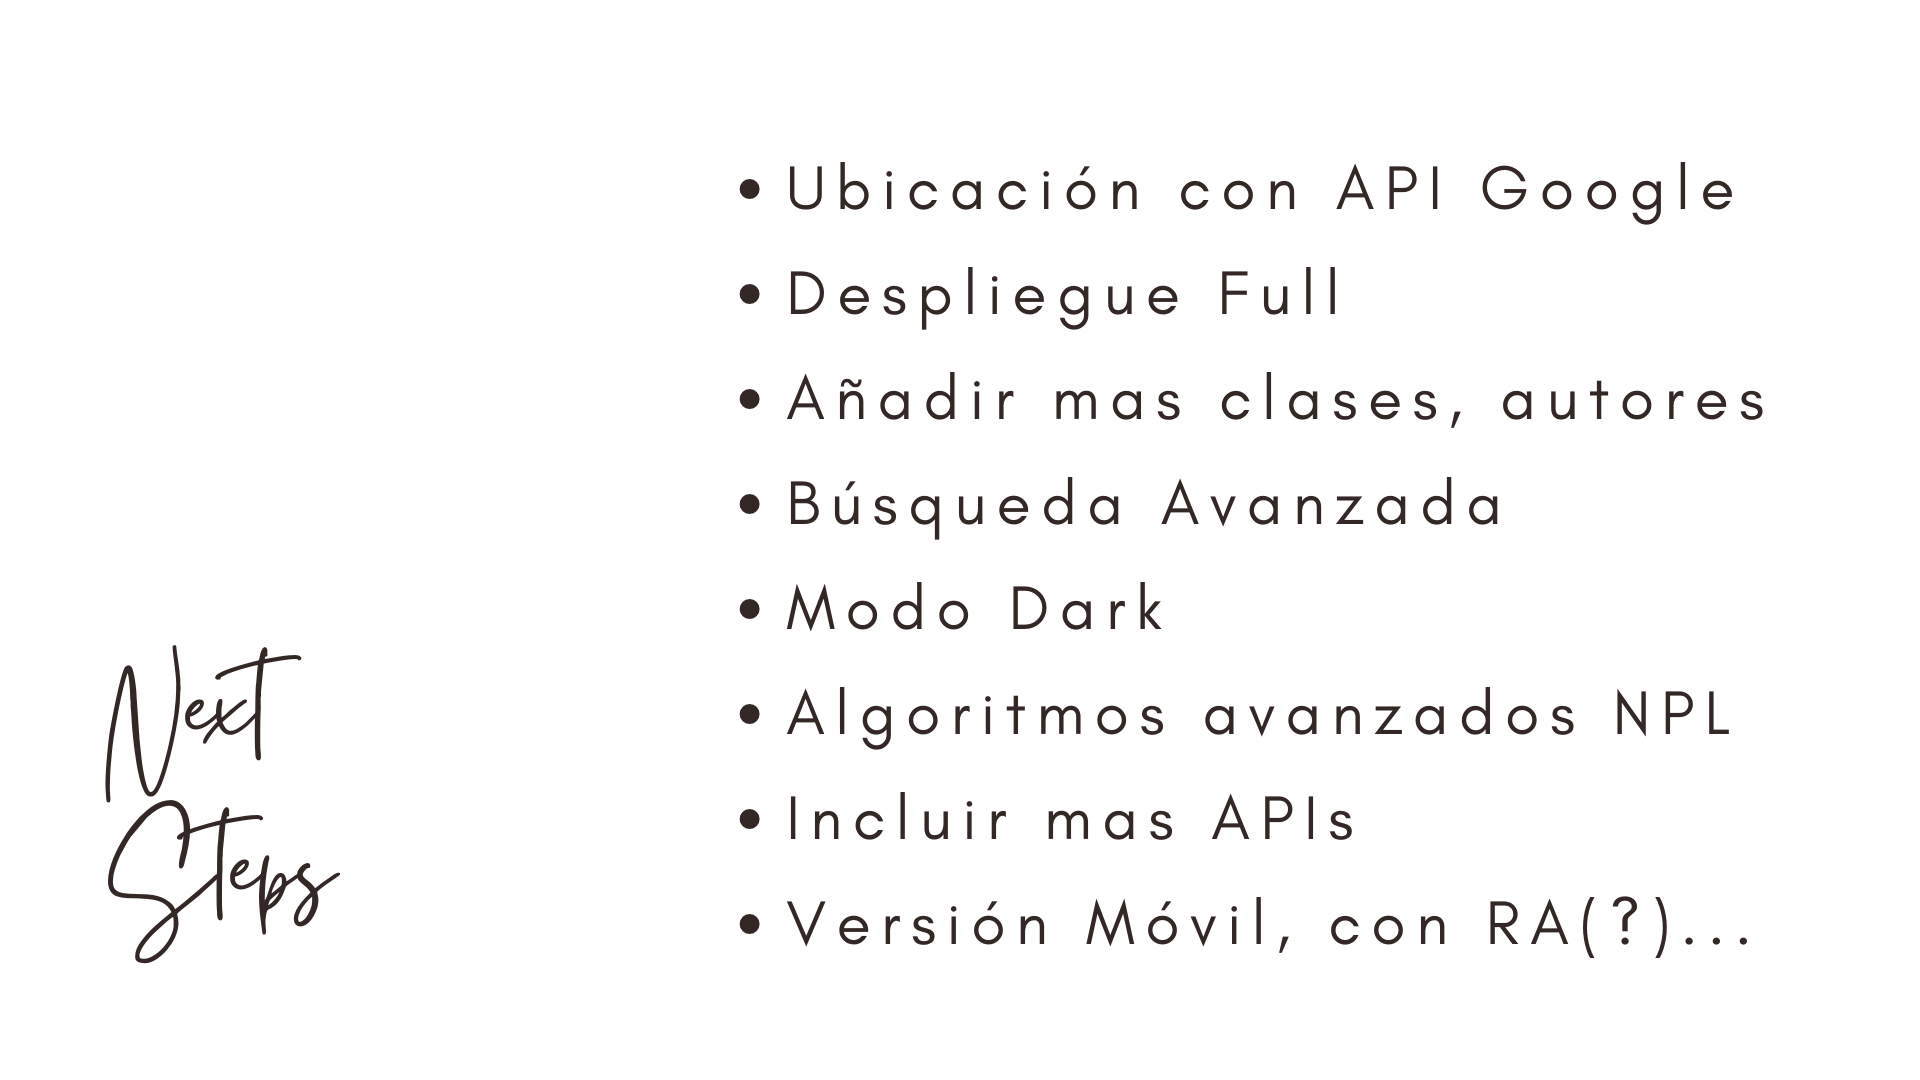 Next
Steps
• Ubicación con API Google
• Despliegue Full
• Añadir mas clases, autores
• Búsqueda Avanzada
• Modo Dark
• Algoritmos avanzados NPL
• Incluir mas APIs
• Versión Móvil, con RA(?)...